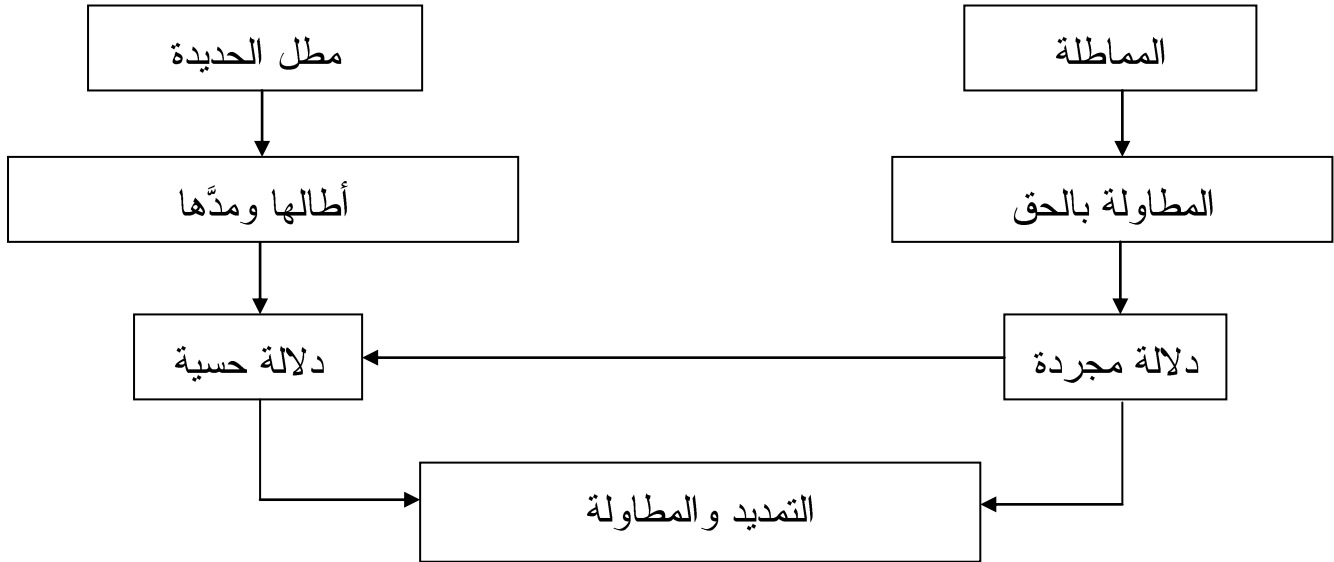 المماطلة
مطل الحديدة
المطاولة بالحق
أطالها ومدَّها
دلالة مجردة
دلالة حسية
التمديد والمطاولة